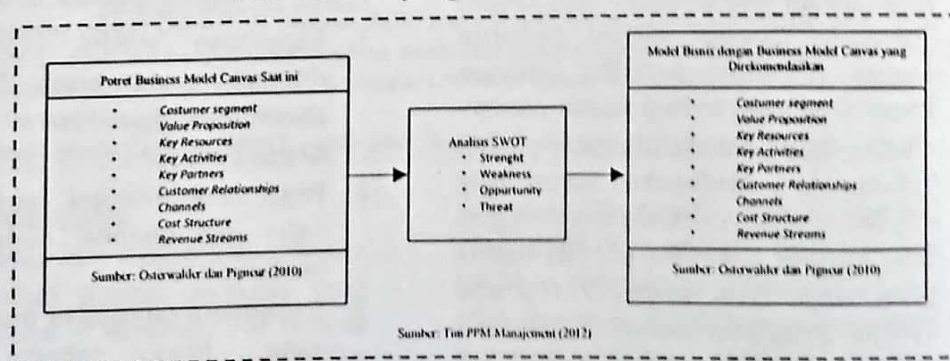 Potret Business Model Canvas Saat ini
• Costumer segment
• Value Proposition
• Key Resources
• Key Activities
• Key Partners
• Customer Relationships
• Channels
• Cost Structure
• Revenue Streams
Sumber: Osterwalder dan Pigneur (2010)
Analisis SWOT
• Strenght
• Weakness
• Opportunity
• Threat
Model Bisnis dengan Business Model Canvas yang
Direkomendasikan
• Costumer segment
• Value Proposition
• Key Resources
• Key Activities
• Key Partners
• Customer Relationships
• Channels
• Cost Structure
• Revenue Streams
Sumber: Osterwalder dan Pigneur (2010)
Sumber: Tim PPM Manajement (2012)